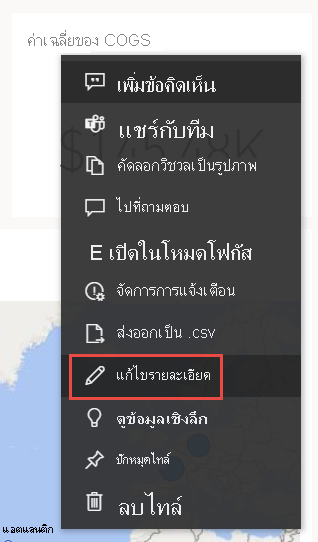 ค่าเฉลี่ยของ COGS
เพิ่มข้อคิดเห็น
แชร์กับทีม
คัดลอกวิชวลเป็นรูปภาพ
ไปที่ถามตอบ
E เปิดในโหมดโฟกัส
จัดการการแจ้งเตือน
ส่งออกเป็น .csv
แก้ไขรายละเอียด
ดูข้อมูลเชิงลึก
ปักหมุดไทล์
ลบไทล์
แอตแลนติก